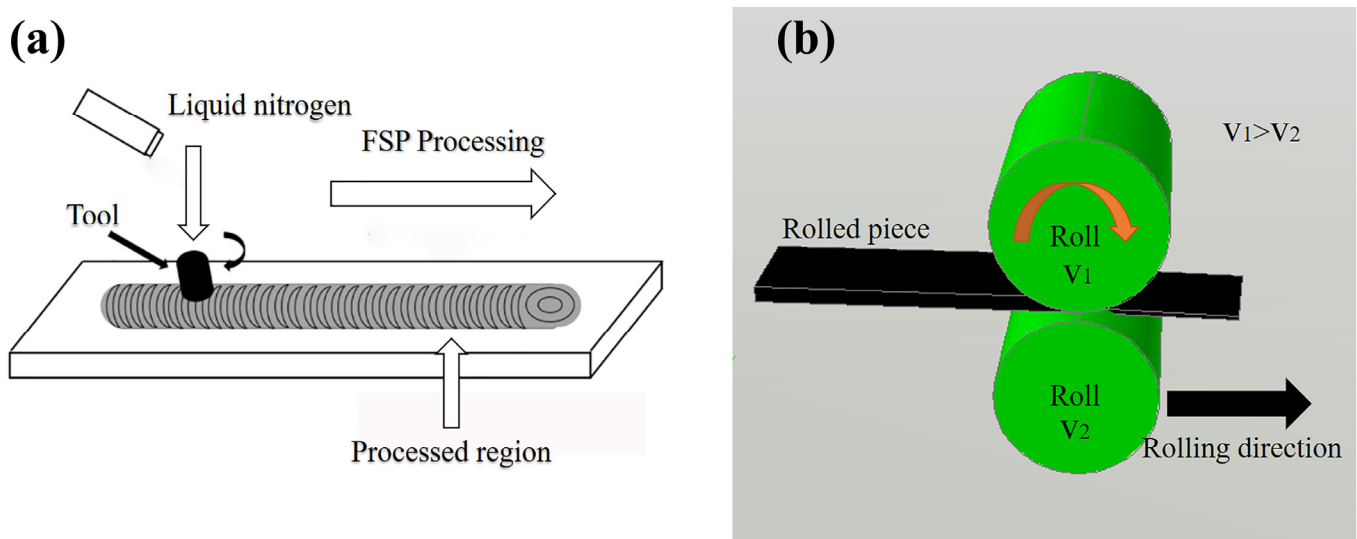 (a)
Liquid nitrogen
FSP Processing
Tool
Processed region
(b)
V1>V2
Rolled piece
Roll
V1
Roll
V2
Rolling direction